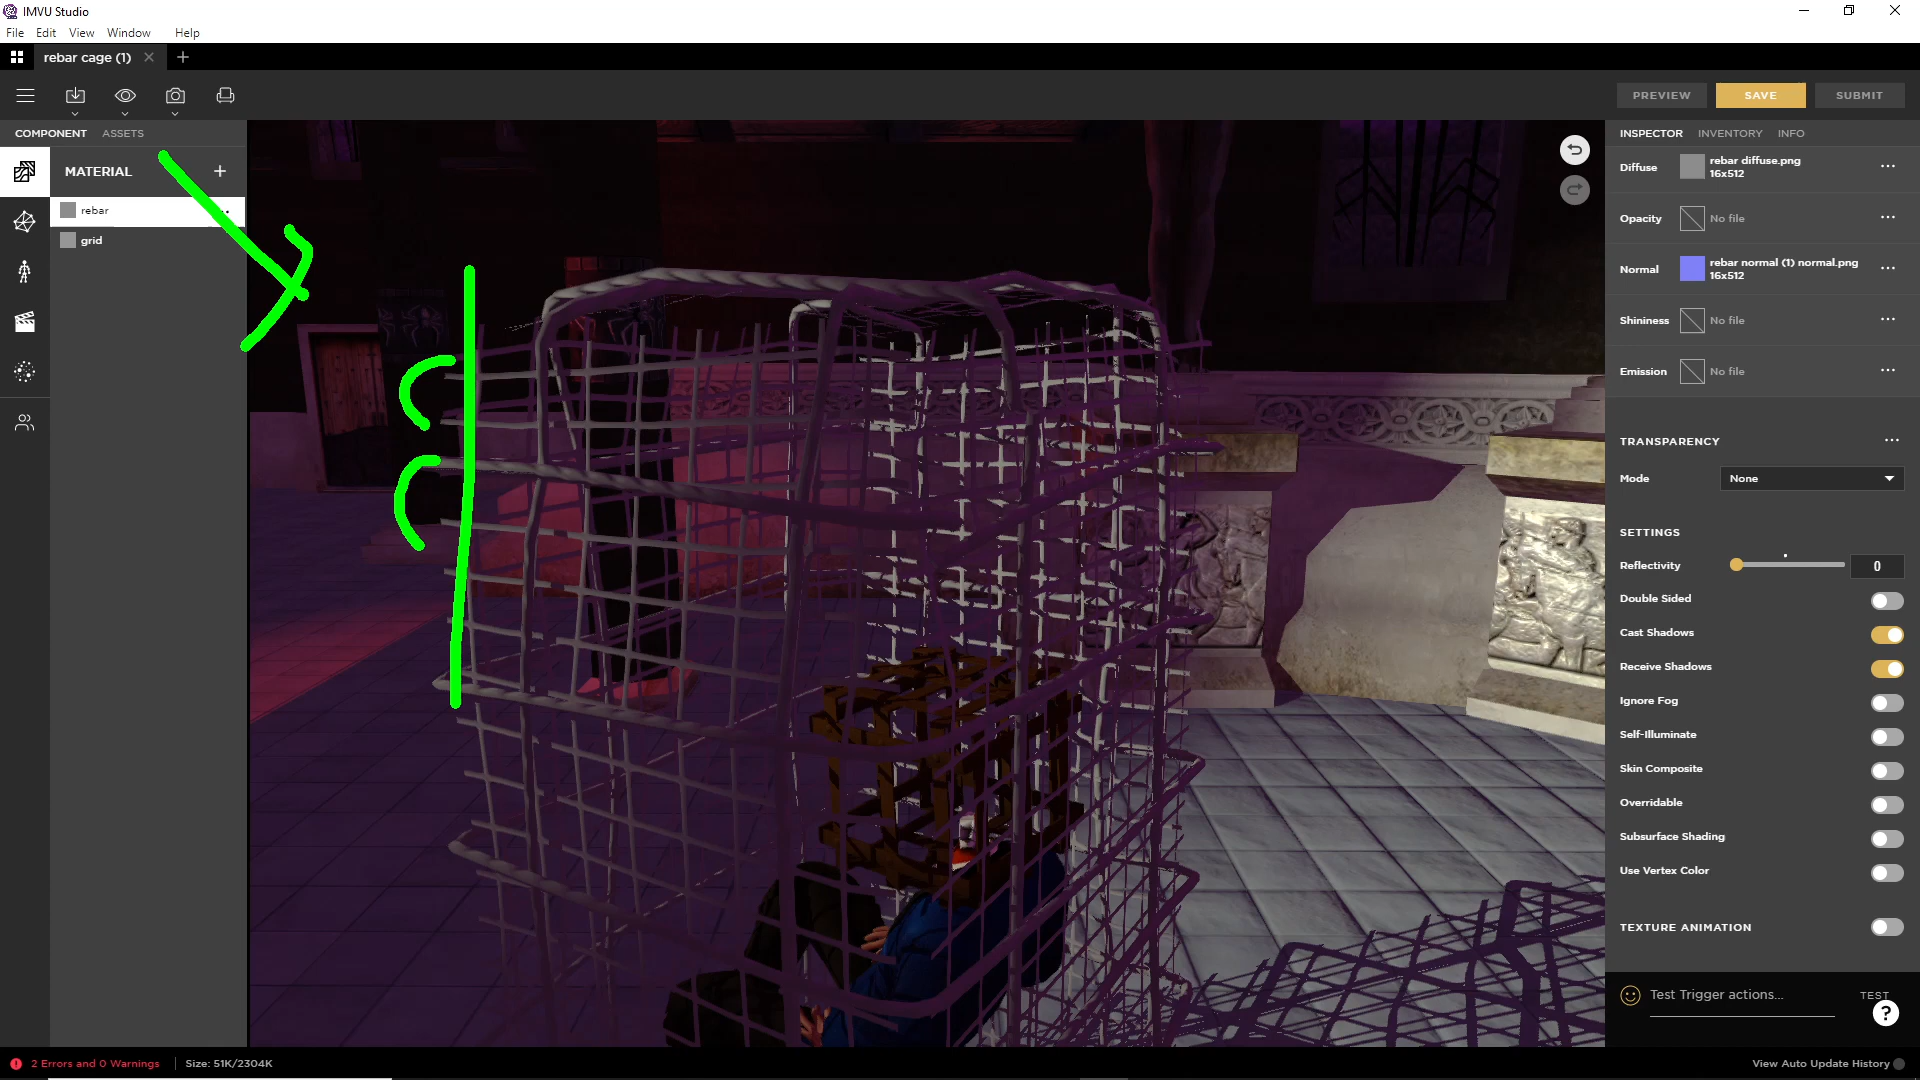 IMVU Studio
File Edit View Window Help
rebar cage (1)
PREVIEW SAVE SUBMIT
COMPONENT ASSETS
MATERIAL
rebar
grid
INSPECTOR INVENTORY INFO
Diffuse rebar diffuse.png
16x512
Opacity No file
Normal rebar normal (1) normal.png
16x512
Shininess No file
Emission No file
TRANSPARENCY
Mode None
SETTINGS
Reflectivity 0
Double Sided
Cast Shadows
Receive Shadows
Ignore Fog
Self-Illuminate
Skin Composite
Overridable
Subsurface Shading
Use Vertex Color
TEXTURE ANIMATION
Test Trigger actions... TEST
?
2 Errors and 0 Warnings Size: 51K/2304K View Auto Update History